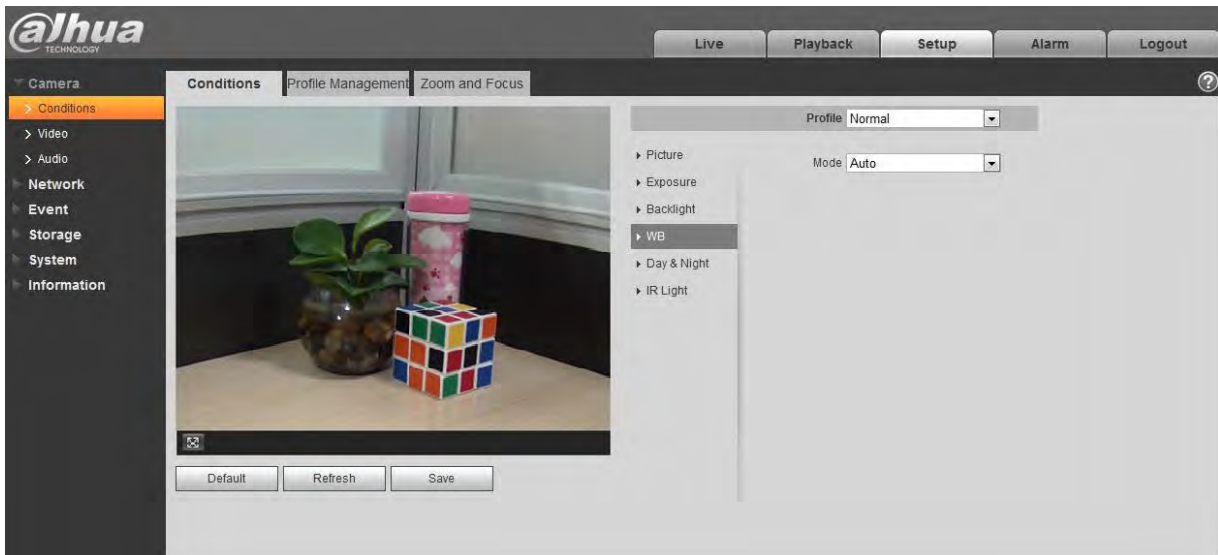 alhua
TECHNOLOGY
Live
Playback
Setup
Alarm
Logout
Camera
Conditions
Video
Audio
Network
Event
Storage
System
Information
Conditions
Profile Management
Zoom and Focus
?
Profile Normal
Picture
Exposure
Backlight
WB
Day & Night
IR Light
Mode Auto
Default
Refresh
Save